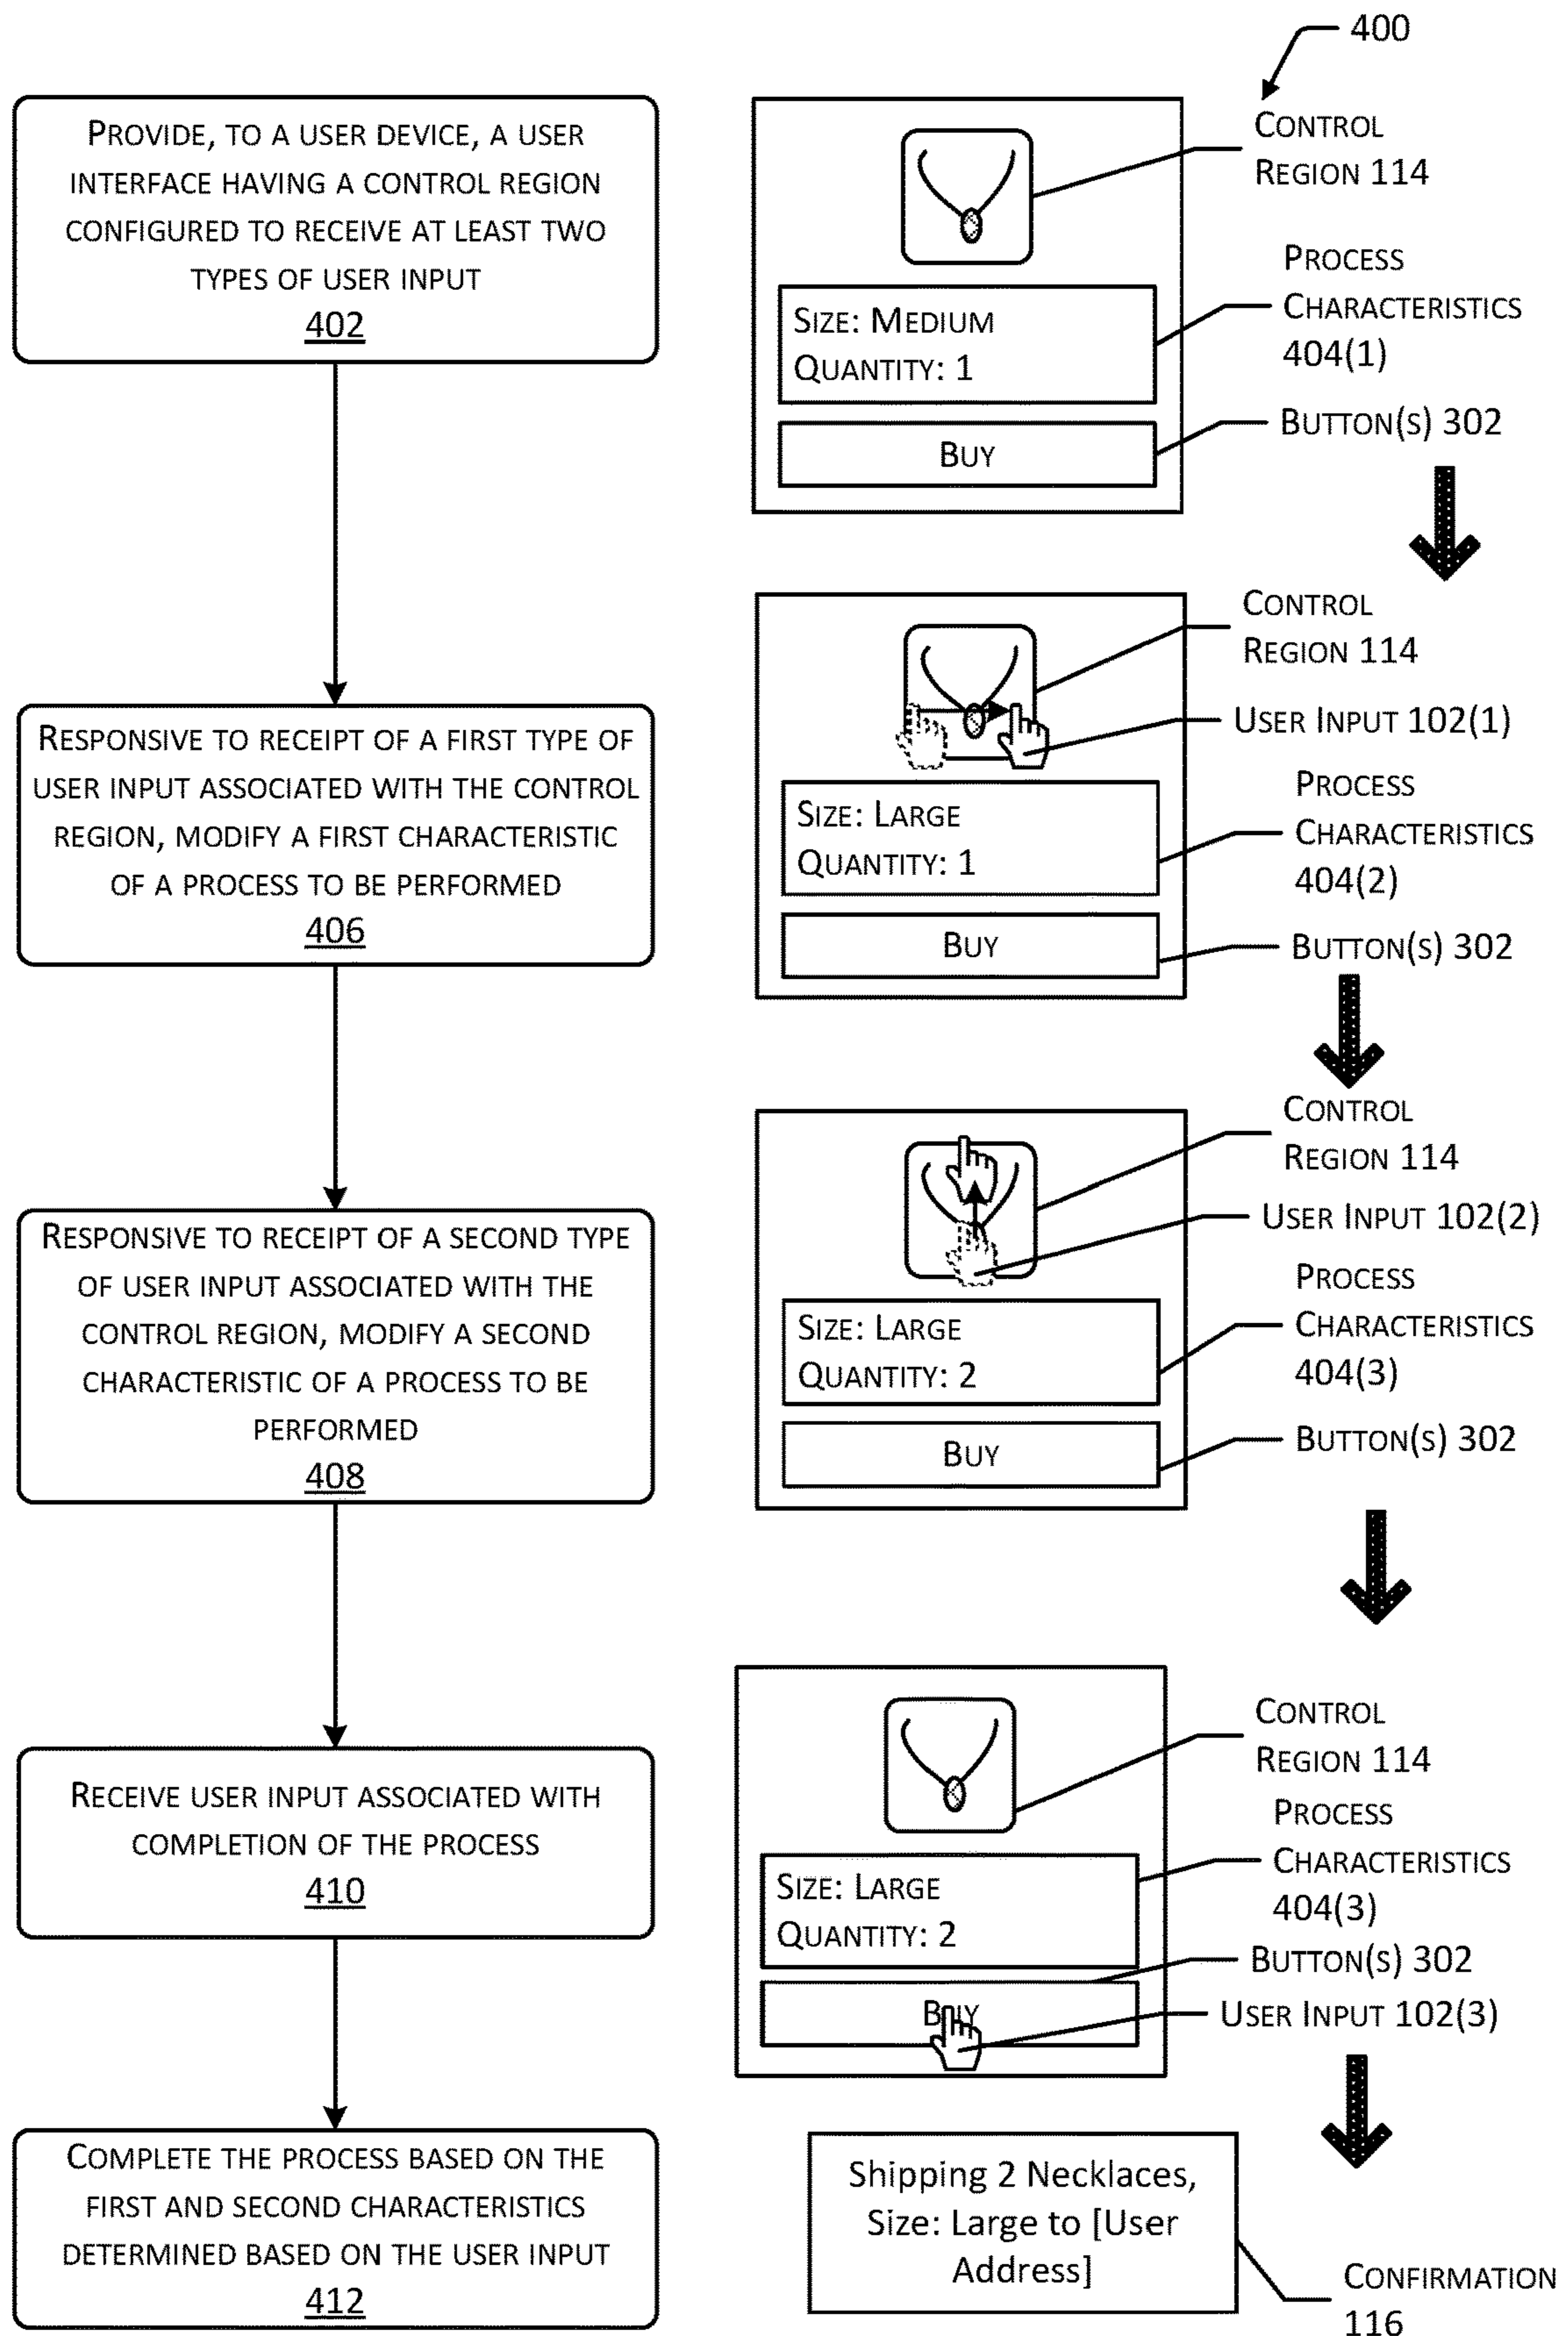 400
PROVIDE, TO A USER DEVICE, A USER
INTERFACE HAVING A CONTROL REGION
CONFIGURED TO RECEIVE AT LEAST TWO
TYPES OF USER INPUT
402
CONTROL
REGION 114
SIZE: MEDIUM
QUANTITY: 1
PROCESS
CHARACTERISTICS
404(1)
BUY
BUTTON(S) 302
RESPONSIVE TO RECEIPT OF A FIRST TYPE OF
USER INPUT ASSOCIATED WITH THE CONTROL
REGION, MODIFY A FIRST CHARACTERISTIC
OF A PROCESS TO BE PERFORMED
406
CONTROL
REGION 114
USER INPUT 102(1)
SIZE: LARGE
QUANTITY: 1
PROCESS
CHARACTERISTICS
404(2)
BUY
BUTTON(S) 302
RESPONSIVE TO RECEIPT OF A SECOND TYPE
OF USER INPUT ASSOCIATED WITH THE
CONTROL REGION, MODIFY A SECOND
CHARACTERISTIC OF A PROCESS TO BE
PERFORMED
408
CONTROL
REGION 114
USER INPUT 102(2)
SIZE: LARGE
QUANTITY: 2
PROCESS
CHARACTERISTICS
404(3)
BUY
BUTTON(S) 302
RECEIVE USER INPUT ASSOCIATED WITH
COMPLETION OF THE PROCESS
410
CONTROL
REGION 114
SIZE: LARGE
QUANTITY: 2
PROCESS
CHARACTERISTICS
404(3)
BUTTON(S) 302
BUY
USER INPUT 102(3)
COMPLETE THE PROCESS BASED ON THE
FIRST AND SECOND CHARACTERISTICS
DETERMINED BASED ON THE USER INPUT
412
Shipping 2 Necklaces,
Size: Large to [User
Address]
CONFIRMATION
116